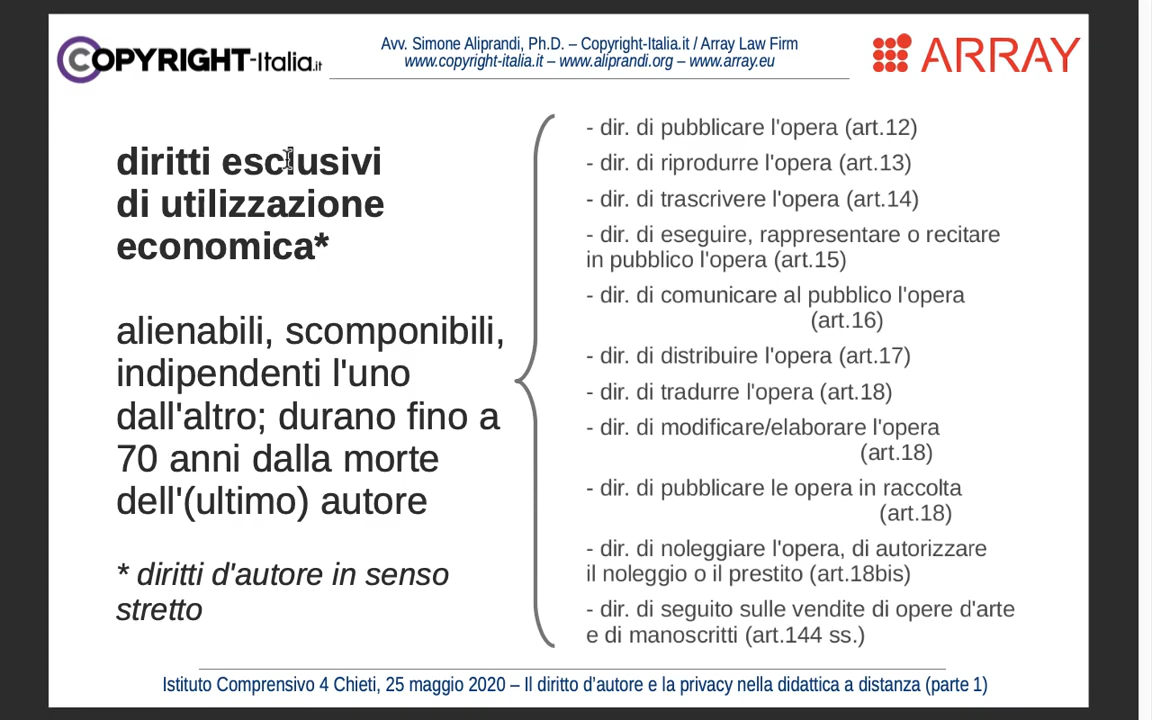 COPYRIGHT-Italia.it
Avv. Simone Aliprandi, Ph.D. – Copyright-Italia.it / Array Law Firm
www.copyright-italia.it – www.aliprandi.org – www.array.eu
ARRAY
diritti esclusivi
di utilizzazione
economica*
alienabili, scomponibili,
indipendenti l'uno
dall'altro; durano fino a
70 anni dalla morte
dell'(ultimo) autore
* diritti d'autore in senso
stretto
- dir. di pubblicare l'opera (art.12)
- dir. di riprodurre l'opera (art.13)
- dir. di trascrivere l'opera (art.14)
- dir. di eseguire, rappresentare o recitare
in pubblico l'opera (art.15)
- dir. di comunicare al pubblico l'opera
(art.16)
- dir. di distribuire l'opera (art.17)
- dir. di tradurre l'opera (art.18)
- dir. di modificare/elaborare l'opera
(art.18)
- dir. di pubblicare le opera in raccolta
(art.18)
- dir. di noleggiare l'opera, di autorizzare
il noleggio o il prestito (art.18bis)
- dir. di seguito sulle vendite di opere d'arte
e di manoscritti (art.144 ss.)
Istituto Comprensivo 4 Chieti, 25 maggio 2020 – Il diritto d'autore e la privacy nella didattica a distanza (parte 1)